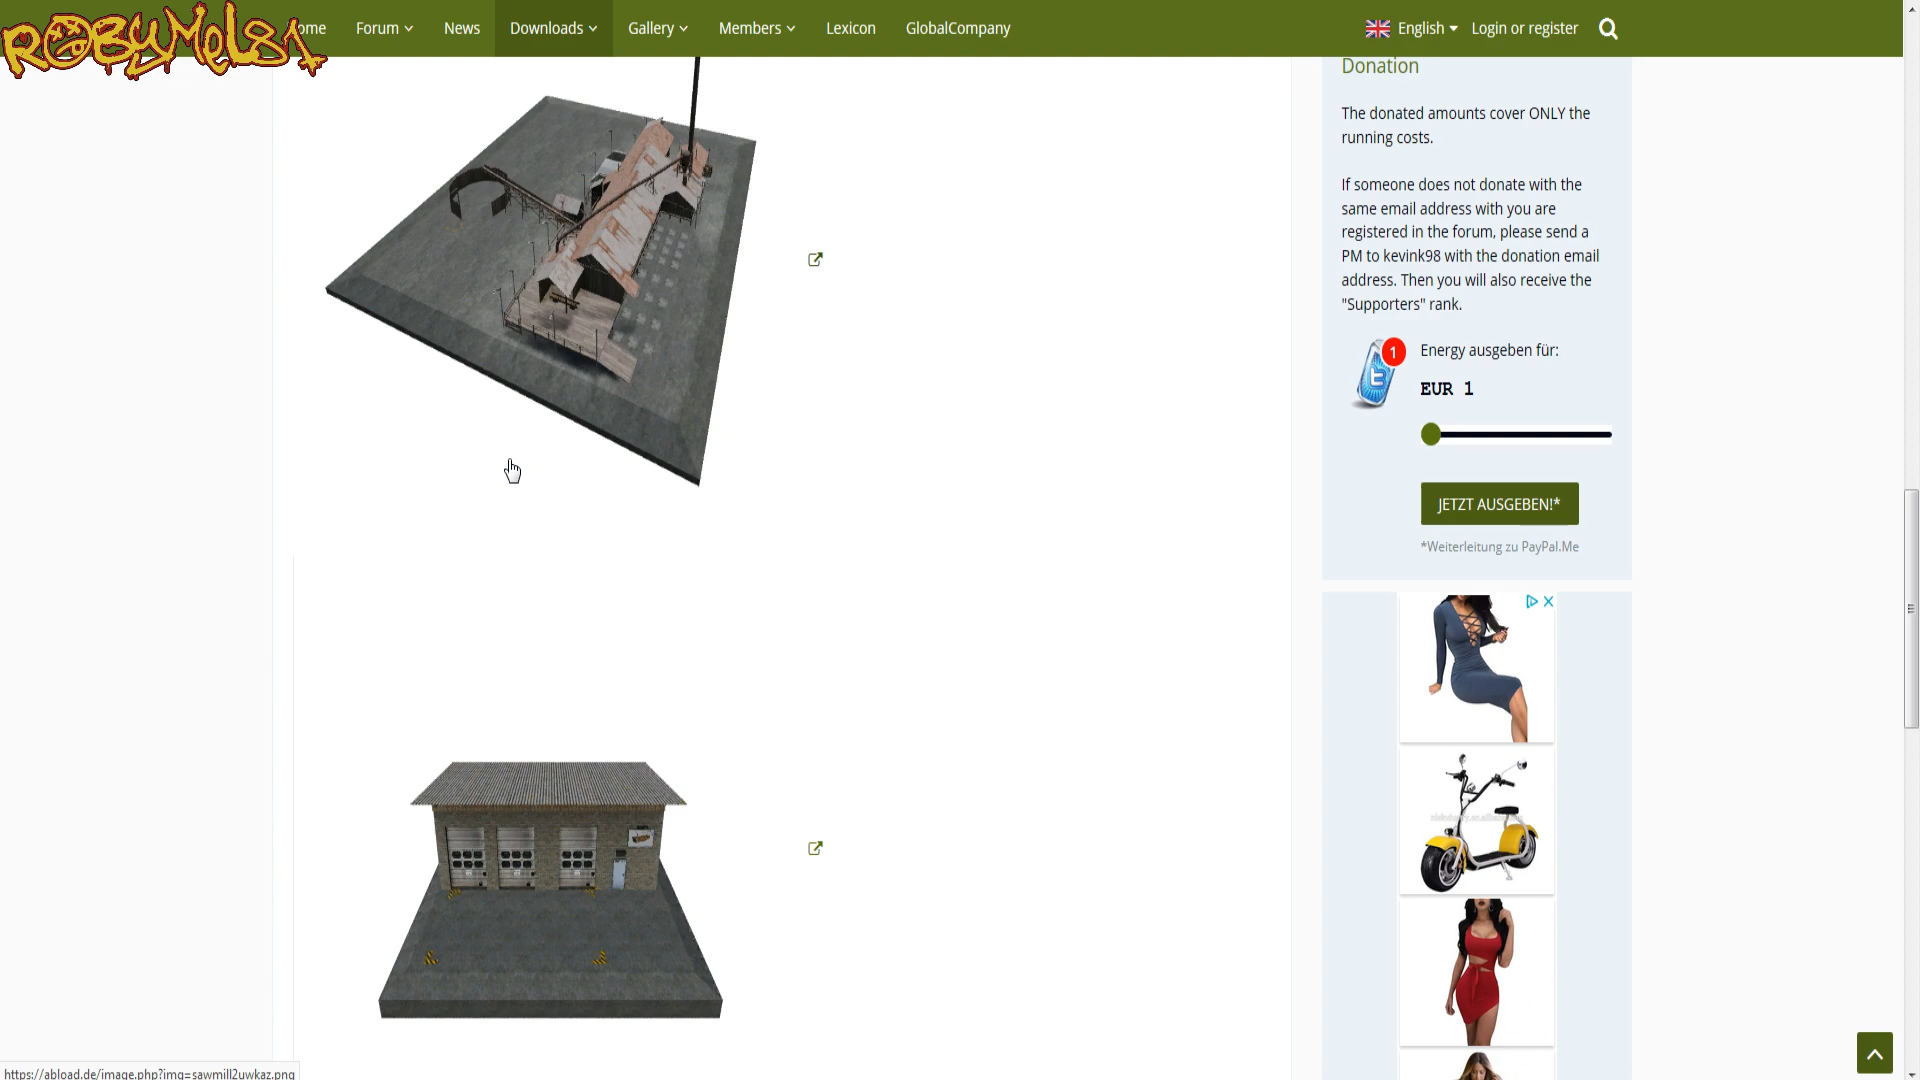 RobyMel81
ome
Forum
News
Downloads
Gallery
Members
Lexicon
GlobalCompany
English
Login or register
Donation
The donated amounts cover ONLY the
running costs.
If someone does not donate with the
same email address with you are
registered in the forum, please send a
PM to kevink98 with the donation email
address. Then you will also receive the
"Supporters" rank.
1
Energy ausgeben für:
EUR 1
JETZT AUSGEBEN!*
*Weiterleitung zu PayPal.Me
https://abload.de/image.php?img=sawmill2uwkaz.png